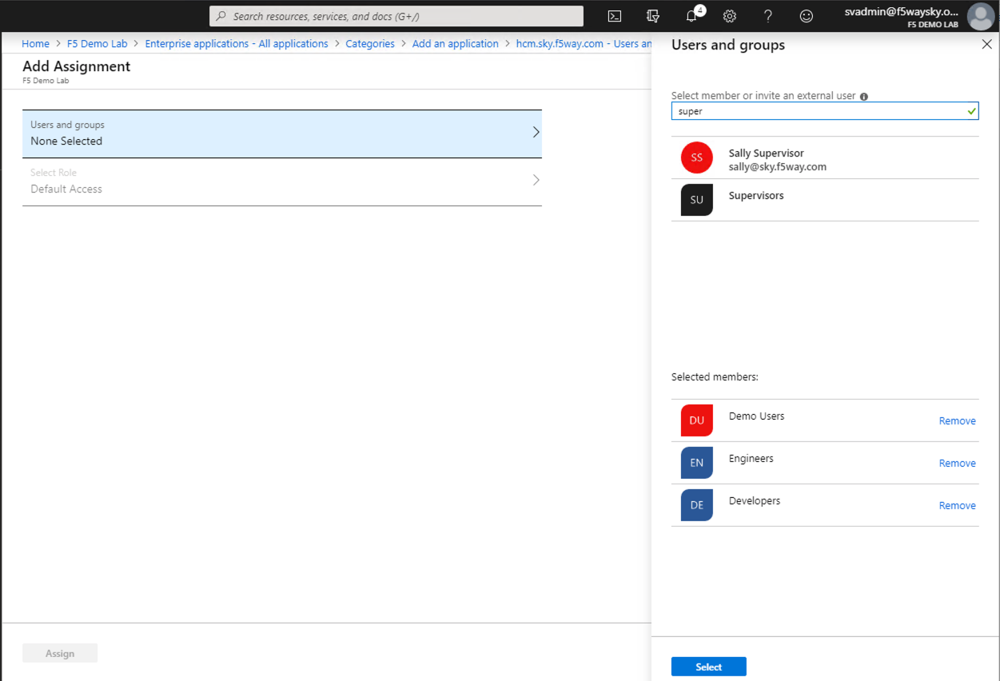 Search resources, services, and docs (G+/)
4
svadmin@f5waysky.o...
F5 DEMO LAB
Home > F5 Demo Lab > Enterprise applications - All applications > Categories > Add an application > hcm.sky.f5way.com - Users an
Add Assignment
F5 Demo Lab
Users and groups
None Selected
Select Role
Default Access
Assign
Users and groups
Select member or invite an external user
super
SS
Sally Supervisor
sally@sky.f5way.com
SU
Supervisors
Selected members:
DU
Demo Users
Remove
EN
Engineers
Remove
DE
Developers
Remove
Select